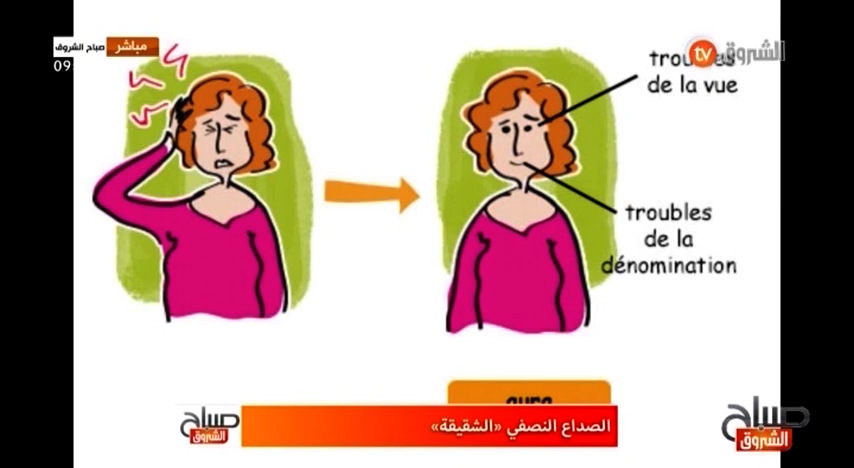 مباشر
صباح الشروق
09
الشروق
tv
troubles
de la vue
troubles
de la
dénomination
aura
الصداع النصفي «الشقيقة»
صباح
الشروق
صباح
الشروق